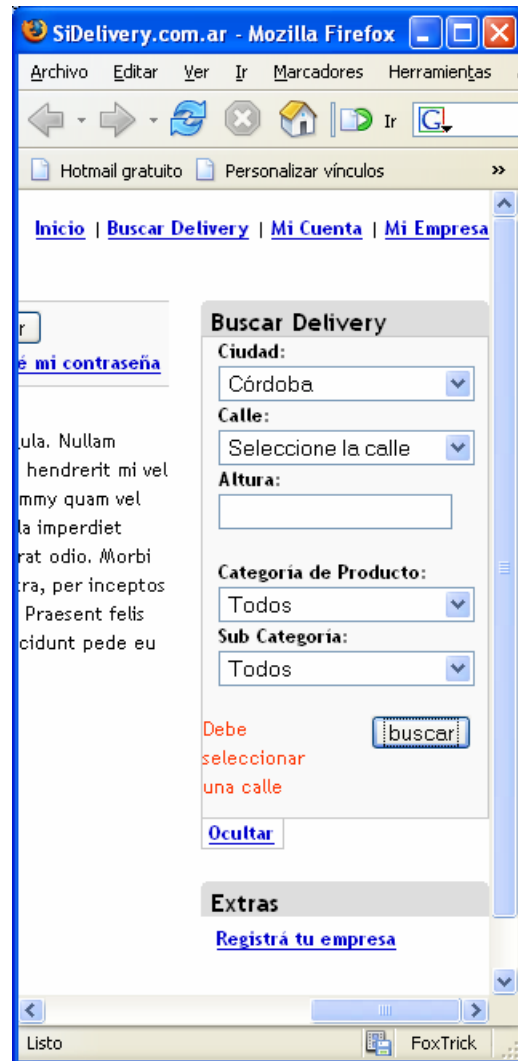 SiDelivery.com.ar - Mozilla Firefox
Archivo Editar Ver Ir Marcadores Herramientas
Ir G
Hotmail gratuito Personalizar vínculos »
Inicio | Buscar Delivery | Mi Cuenta | Mi Empresa
r
é mi contraseña
ula. Nullam
hendrerit mi vel
mmy quam vel
la imperdiet
rat odio. Morbi
tra, per inceptos
Praesent felis
cidunt pede eu
Buscar Delivery
Ciudad:
Córdoba
Calle:
Seleccione la calle
Altura:
Categoría de Producto:
Todos
Sub Categoría:
Todos
Debe
seleccionar
una calle
buscar
Ocultar
Extras
Registrá tu empresa
Listo FoxTrick